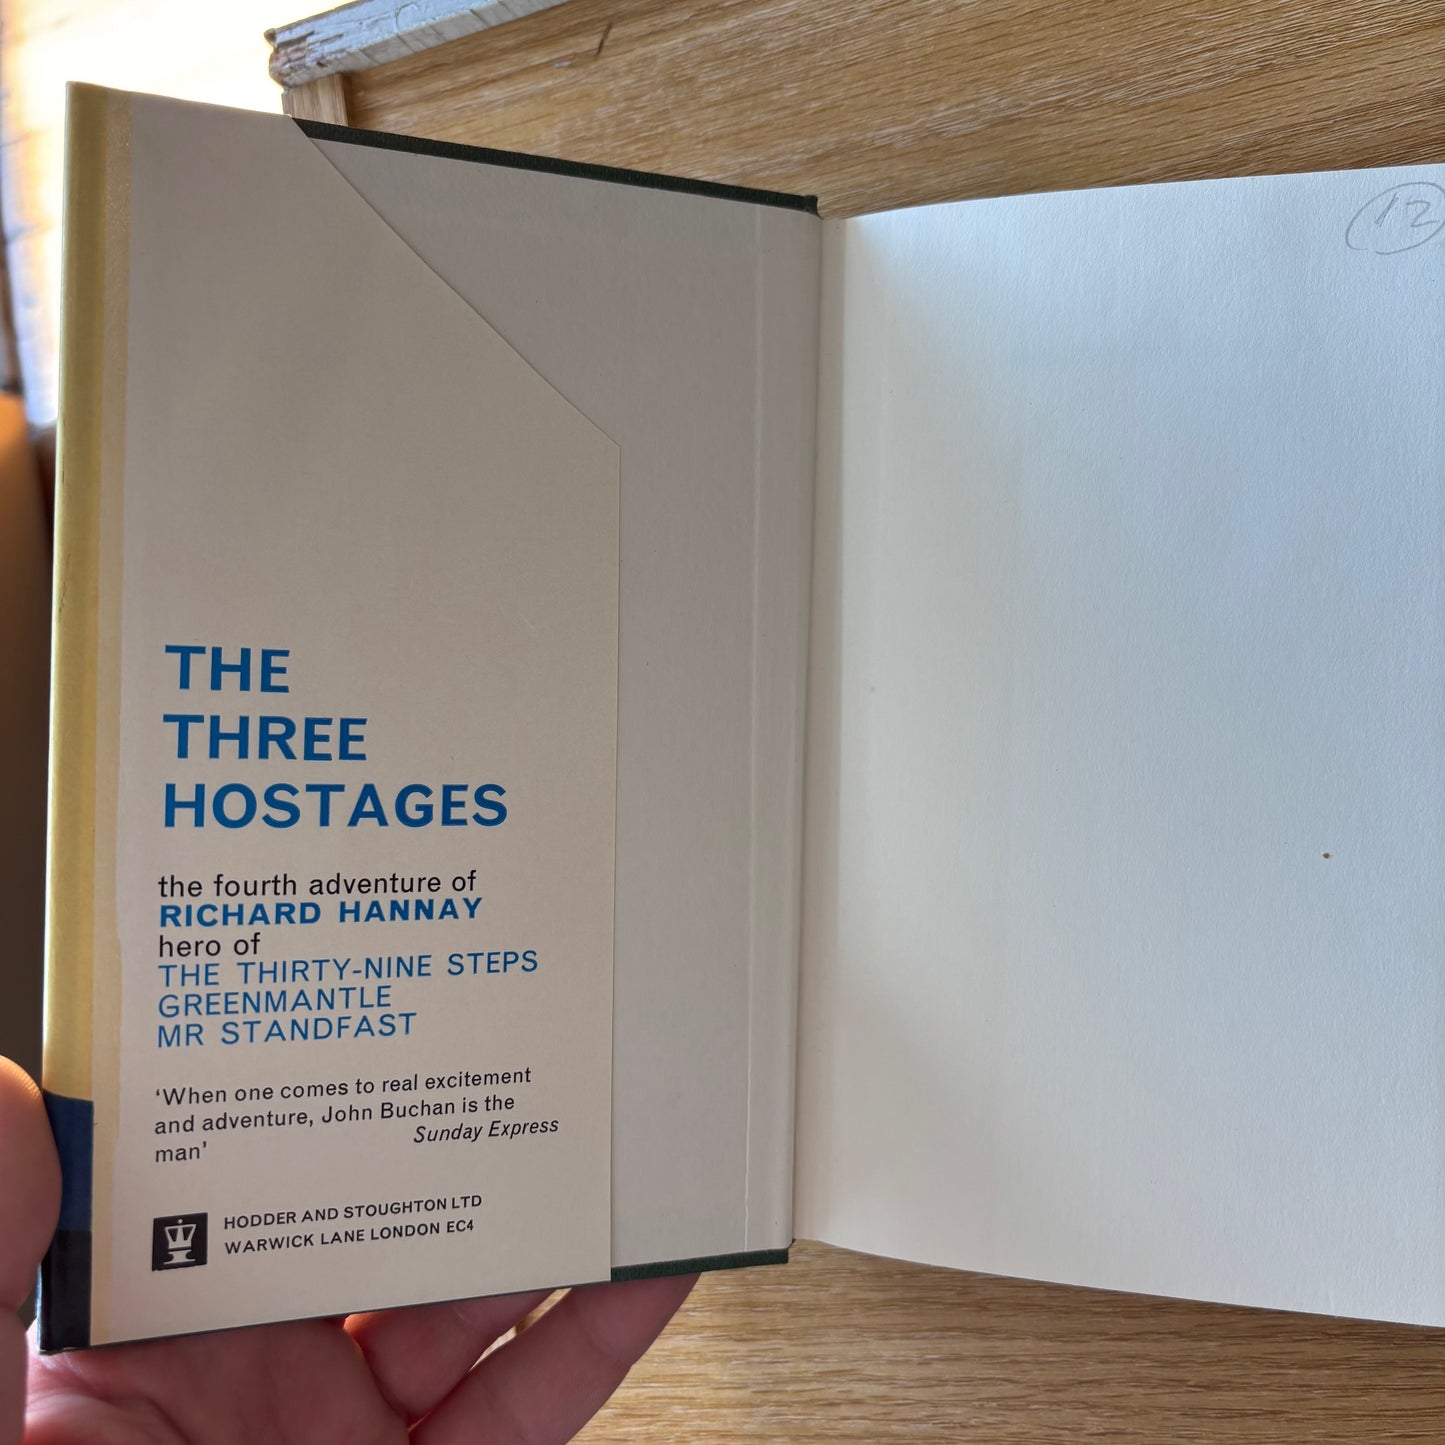 THE
THREE
HOSTAGES
the fourth adventure of
RICHARD HANNAY
hero of
THE THIRTY-NINE STEPS
GREENMANTLE
MR STANDFAST
‘When one comes to real excitement
and adventure, John Buchan is the
man’ Sunday Express
HODDER AND STOUGHTON LTD
WARWICK LANE LONDON EC4
12